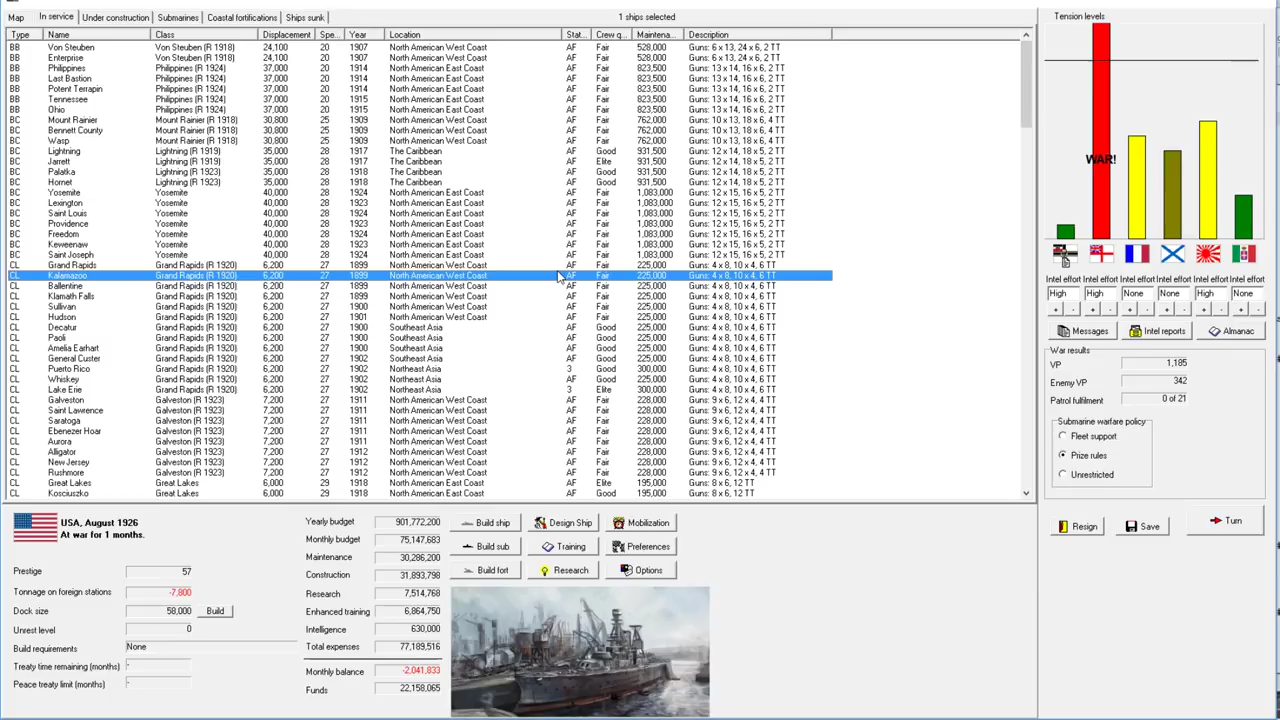 Map In service Under construction Submarines Coastal fortifications Ships sunk 1 ships selected
Type Name Class Displacement Spe... Year Location Stat... Crew q... Maintena... Description
BB Von Steuben Von Steuben (R 1918) 24,100 20 1907 North American West Coast AF Fair 528,000 Guns: 6 x 13, 24 x 6, 2 TT
BB Enterprise Von Steuben (R 1918) 24,100 20 1907 North American West Coast AF Fair 528,000 Guns: 6 x 13, 24 x 6, 2 TT
BB Philippines Philippines (R 1924) 37,000 20 1914 North American West Coast AF Fair 823,500 Guns: 13 x 14, 16 x 6, 2 TT
BB Last Bastion Philippines (R 1924) 37,000 20 1914 North American West Coast AF Fair 823,500 Guns: 13 x 14, 16 x 6, 2 TT
BB Potent Terrapin Philippines (R 1924) 37,000 20 1914 North American West Coast AF Fair 823,500 Guns: 13 x 14, 16 x 6, 2 TT
BB Tennessee Philippines (R 1924) 37,000 20 1915 North American West Coast AF Fair 823,500 Guns: 13 x 14, 16 x 6, 2 TT
BB Ohio Philippines (R 1924) 37,000 20 1915 North American West Coast AF Fair 823,500 Guns: 13 x 14, 16 x 6, 2 TT
BC Mount Rainier Mount Rainier (R 1918) 30,800 25 1909 North American West Coast AF Fair 762,000 Guns: 10 x 13, 18 x 6, 4 TT
BC Bennett County Mount Rainier (R 1918) 30,800 25 1909 North American West Coast AF Fair 762,000 Guns: 10 x 13, 18 x 6, 4 TT
BC Wasp Mount Rainier (R 1918) 30,800 25 1909 North American West Coast AF Fair 762,000 Guns: 10 x 13, 18 x 6, 4 TT
BC Lightning Lightning (R 1919) 35,000 28 1917 The Caribbean AF Good 931,500 Guns: 12 x 14, 18 x 5, 2 TT
BC Jarrett Lightning (R 1919) 35,000 28 1917 The Caribbean AF Elite 931,500 Guns: 12 x 14, 18 x 5, 2 TT
BC Palatka Lightning (R 1923) 35,000 28 1918 The Caribbean AF Good 931,500 Guns: 12 x 14, 18 x 5, 2 TT
BC Hornet Lightning (R 1923) 35,000 28 1918 The Caribbean AF Good 931,500 Guns: 12 x 14, 18 x 5, 2 TT
BC Yosemite Yosemite 40,000 28 1923 North American East Coast AF Fair 1,083,000 Guns: 12 x 15, 16 x 5, 2 TT
BC Lexington Yosemite 40,000 28 1923 North American East Coast AF Fair 1,083,000 Guns: 12 x 15, 16 x 5, 2 TT
BC Saint Louis Yosemite 40,000 28 1923 North American East Coast AF Fair 1,083,000 Guns: 12 x 15, 16 x 5, 2 TT
BC Providence Yosemite 40,000 28 1923 North American East Coast AF Fair 1,083,000 Guns: 12 x 15, 16 x 5, 2 TT
BC Freedom Yosemite 40,000 28 1924 North American East Coast AF Fair 1,083,000 Guns: 12 x 15, 16 x 5, 2 TT
BC Keweenaw Yosemite 40,000 28 1924 North American East Coast AF Fair 1,083,000 Guns: 12 x 15, 16 x 5, 2 TT
BC Saint Joseph Yosemite 40,000 28 1924 North American East Coast AF Fair 1,083,000 Guns: 12 x 15, 16 x 5, 2 TT
CL Grand Rapids Grand Rapids (R 1920) 6,200 27 1899 North American West Coast AF Fair 225,000 Guns: 4 x 8, 10 x 4, 6 TT
CL Kalamazoo Grand Rapids (R 1920) 6,200 27 1899 North American West Coast AF Fair 225,000 Guns: 4 x 8, 10 x 4, 6 TT
CL Ballentine Grand Rapids (R 1920) 6,200 27 1899 North American West Coast AF Fair 225,000 Guns: 4 x 8, 10 x 4, 6 TT
CL Klamath Falls Grand Rapids (R 1920) 6,200 27 1899 North American West Coast AF Fair 225,000 Guns: 4 x 8, 10 x 4, 6 TT
CL Sullivan Grand Rapids (R 1920) 6,200 27 1900 North American West Coast AF Fair 225,000 Guns: 4 x 8, 10 x 4, 6 TT
CL Hudson Grand Rapids (R 1920) 6,200 27 1900 North American West Coast AF Fair 225,000 Guns: 4 x 8, 10 x 4, 6 TT
CL Decatur Grand Rapids (R 1920) 6,200 27 1900 Southeast Asia AF Good 225,000 Guns: 4 x 8, 10 x 4, 6 TT
CL Paoli Grand Rapids (R 1920) 6,200 27 1901 Southeast Asia AF Good 225,000 Guns: 4 x 8, 10 x 4, 6 TT
CL Amelia Earhart Grand Rapids (R 1920) 6,200 27 1902 Southeast Asia AF Good 225,000 Guns: 4 x 8, 10 x 4, 6 TT
CL General Custer Grand Rapids (R 1920) 6,200 27 1902 Southeast Asia AF Good 225,000 Guns: 4 x 8, 10 x 4, 6 TT
CL Puerto Rico Grand Rapids (R 1920) 6,200 27 1902 Northeast Asia 3 Good 300,000 Guns: 4 x 8, 10 x 4, 6 TT
CL Whiskey Grand Rapids (R 1920) 6,200 27 1902 Northeast Asia AF Good 225,000 Guns: 4 x 8, 10 x 4, 6 TT
CL Lake Erie Grand Rapids (R 1920) 6,200 27 1902 Northeast Asia 3 Elite 300,000 Guns: 4 x 8, 10 x 4, 6 TT
CL Galveston Galveston (R 1923) 7,200 27 1911 North American West Coast AF Fair 228,000 Guns: 9 x 6, 12 x 4, 4 TT
CL Saint Lawrence Galveston (R 1923) 7,200 27 1911 North American West Coast AF Fair 228,000 Guns: 9 x 6, 12 x 4, 4 TT
CL Saratoga Galveston (R 1923) 7,200 27 1911 North American West Coast AF Fair 228,000 Guns: 9 x 6, 12 x 4, 4 TT
CL Ebenezer Hoar Galveston (R 1923) 7,200 27 1911 North American West Coast AF Fair 228,000 Guns: 9 x 6, 12 x 4, 4 TT
CL Aurora Galveston (R 1923) 7,200 27 1911 North American West Coast AF Fair 228,000 Guns: 9 x 6, 12 x 4, 4 TT
CL Alligator Galveston (R 1923) 7,200 27 1912 North American West Coast AF Fair 228,000 Guns: 9 x 6, 12 x 4, 4 TT
CL New Jersey Galveston (R 1923) 7,200 27 1912 North American West Coast AF Fair 228,000 Guns: 9 x 6, 12 x 4, 4 TT
CL Rushmore Galveston (R 1923) 7,200 27 1912 North American West Coast AF Fair 228,000 Guns: 9 x 6, 12 x 4, 4 TT
CL Great Lakes Great Lakes 6,000 29 1918 North American East Coast AF Elite 195,000 Guns: 8 x 6, 12 TT
CL Kosciuszko Great Lakes 6,000 29 1918 North American East Coast AF Good 195,000 Guns: 8 x 6, 12 TT
Tension levels
WAR!
Intel effort Intel effort Intel effort Intel effort Intel effort Intel effort
High High None None High None
+ - + - + - + - + - + -
Messages Intel reports Almanac
War results
VP 1,185
Enemy VP 342
Patrol fulfilment 0 of 21
Submarine warfare policy
Fleet support
Prize rules
Unrestricted
Resign Save Turn
USA, August 1926
At war for 1 months.
Prestige 57
Tonnage on foreign stations -7,800
Dock size 58,000 Build
Unrest level 0
Build requirements None
Treaty time remaining (months) -
Peace treaty limit (months) -
Yearly budget 901,772,200
Monthly budget 75,147,683
Maintenance 30,286,200
Construction 31,893,798
Research 7,514,768
Enhanced training 6,864,750
Intelligence 630,000
Total expenses 77,189,516
Monthly balance -2,041,833
Funds 22,158,065
Build ship Design Ship Mobilization
Build sub Training Preferences
Build fort Research Options